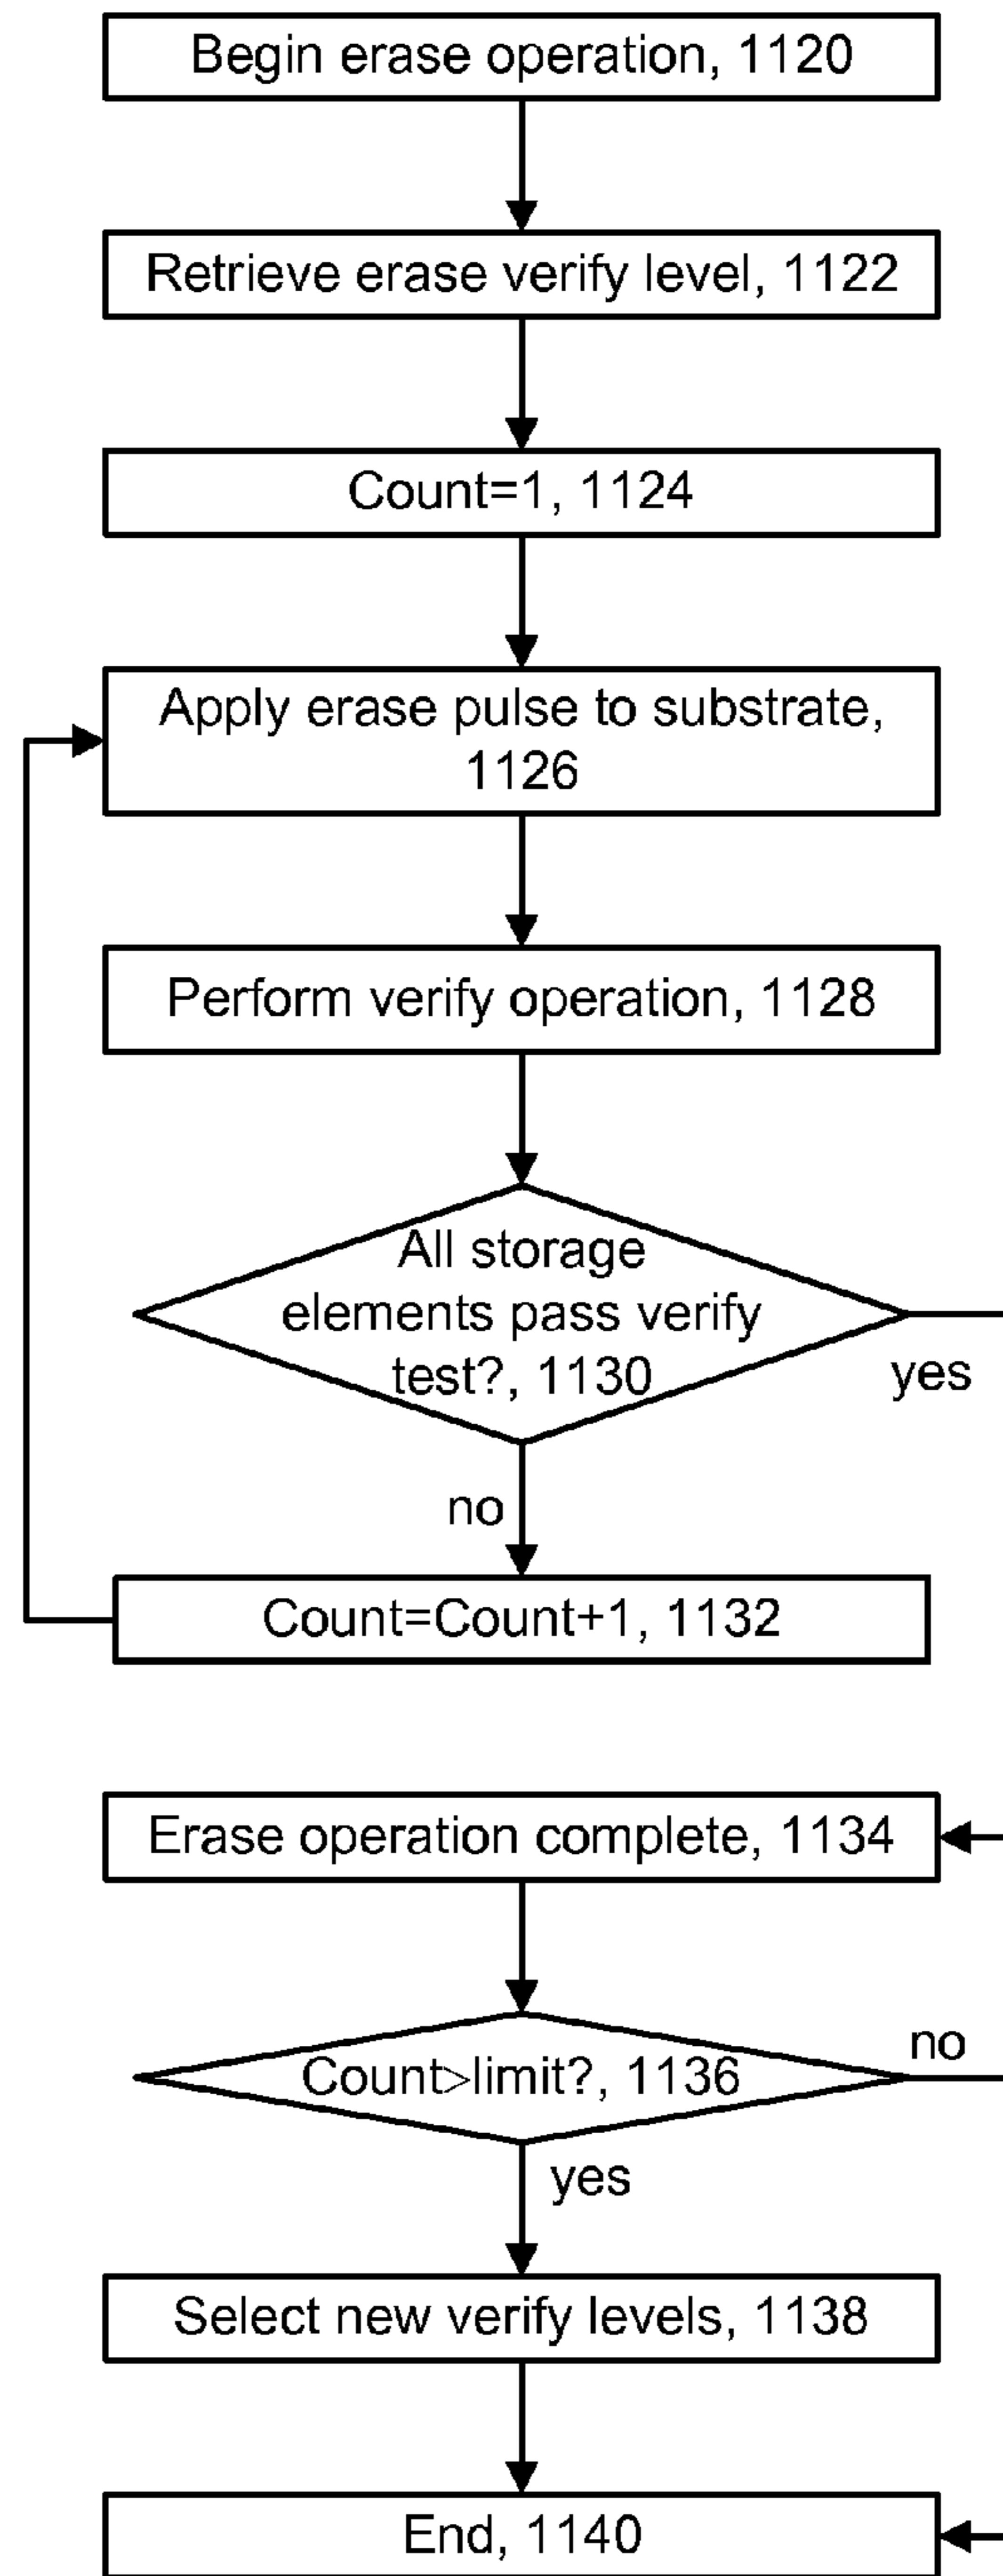 Begin erase operation, 1120
Retrieve erase verify level, 1122
Count=1, 1124
Apply erase pulse to substrate,
1126
Perform verify operation, 1128
All storage
elements pass verify
test?, 1130
yes
no
Count=Count+1, 1132
Erase operation complete, 1134
no
Count>limit?, 1136
yes
Select new verify levels, 1138
End, 1140